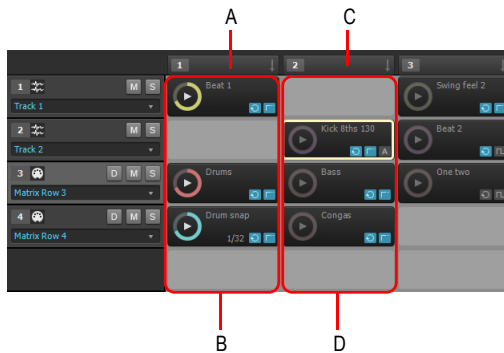 A C
1 2 3
1 M S Beat 1 Swing feel 2
Track 1
2 M S Kick 8ths 130 Beat 2
Track 2 A
3 D M S Drums Bass One two
Matrix Row 3
4 D M S Drum snap Congas
Matrix Row 4 1/32
B D